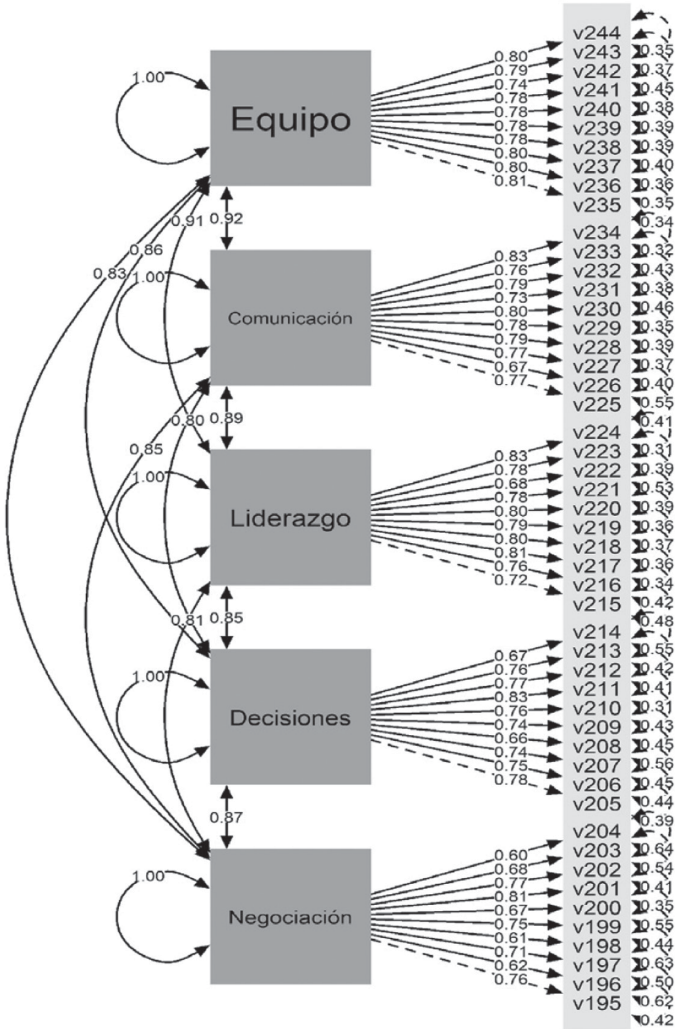 1.00
Equipo
0.80
0.79
0.74
0.78
0.78
0.78
0.78
0.80
0.80
0.81
v244
v243
v242
v241
v240
v239
v238
v237
v236
v235
0.35
0.37
0.45
0.38
0.39
0.39
0.40
0.36
0.35
0.34
0.91
0.92
0.86
0.83
1.00
Comunicación
0.83
0.76
0.79
0.73
0.80
0.78
0.79
0.77
0.67
0.77
v234
v233
v232
v231
v230
v229
v228
v227
v226
v225
0.32
0.43
0.38
0.46
0.35
0.39
0.37
0.40
0.55
0.41
0.80
0.89
0.85
1.00
Liderazgo
0.83
0.78
0.68
0.78
0.80
0.79
0.80
0.81
0.76
0.72
v224
v223
v222
v221
v220
v219
v218
v217
v216
v215
0.31
0.39
0.53
0.39
0.36
0.37
0.36
0.34
0.42
0.48
0.81
0.85
1.00
Decisiones
0.67
0.76
0.77
0.83
0.76
0.74
0.66
0.74
0.75
0.78
v214
v213
v212
v211
v210
v209
v208
v207
v206
v205
0.55
0.42
0.41
0.31
0.43
0.45
0.56
0.45
0.44
0.39
0.87
1.00
Negociación
0.60
0.68
0.77
0.81
0.67
0.75
0.61
0.71
0.62
0.76
v204
v203
v202
v201
v200
v199
v198
v197
v196
v195
0.64
0.54
0.41
0.35
0.55
0.44
0.63
0.50
0.62
0.42